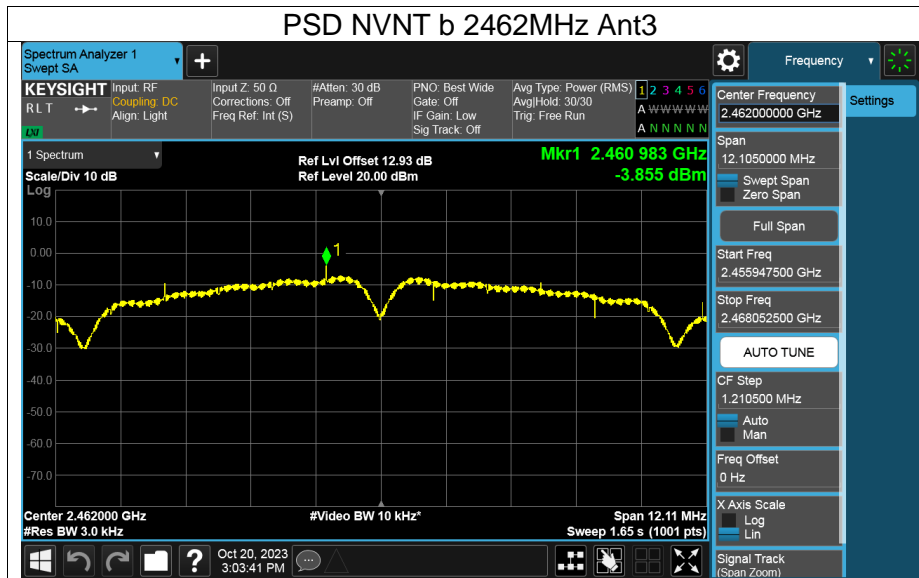 PSD NVNT b 2462MHz Ant3
Spectrum Analyzer 1
Swept SA
Frequency
KEYSIGHT
RLT
LXI
Input: RF
Coupling: DC
Align: Light
Input Z: 50 Ω
Corrections: Off
Freq Ref: Int (S)
#Atten: 30 dB
Preamp: Off
PNO: Best Wide
Gate: Off
IF Gain: Low
Sig Track: Off
Avg Type: Power (RMS)
Avg|Hold: 30/30
Trig: Free Run
1 2 3 4 5 6
A W W W W W
A N N N N N
1 Spectrum
Scale/Div 10 dB
Ref Lvl Offset 12.93 dB
Ref Level 20.00 dBm
Mkr1 2.460 983 GHz
-3.855 dBm
Log
10.0
0.00
-10.0
-20.0
-30.0
-40.0
-50.0
-60.0
-70.0
1
Center 2.462000 GHz
#Res BW 3.0 kHz
#Video BW 10 kHz*
Span 12.11 MHz
Sweep 1.65 s (1001 pts)
Center Frequency
2.462000000 GHz
Settings
Span
12.1050000 MHz
Swept Span
Zero Span
Full Span
Start Freq
2.455947500 GHz
Stop Freq
2.468052500 GHz
AUTO TUNE
CF Step
1.210500 MHz
Auto
Man
Freq Offset
0 Hz
X Axis Scale
Log
Lin
Signal Track
(Span Zoom)
?
Oct 20, 2023
3:03:41 PM